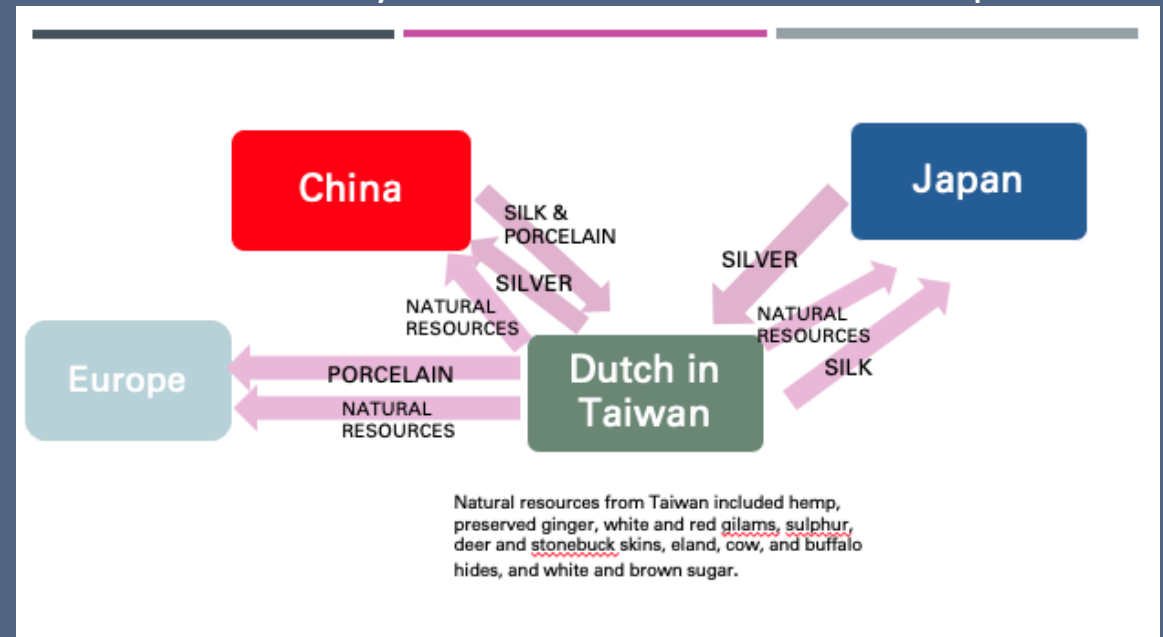 China
Japan
SILK &
PORCELAIN
SILVER
SILVER
NATURAL
RESOURCES
NATURAL
RESOURCES
SILK
Europe
PORCELAIN
NATURAL
RESOURCES
Dutch in
Taiwan
Natural resources from Taiwan included hemp,
preserved ginger, white and red gilams, sulphur,
deer and stonebuck skins, eland, cow, and buffalo
hides, and white and brown sugar.